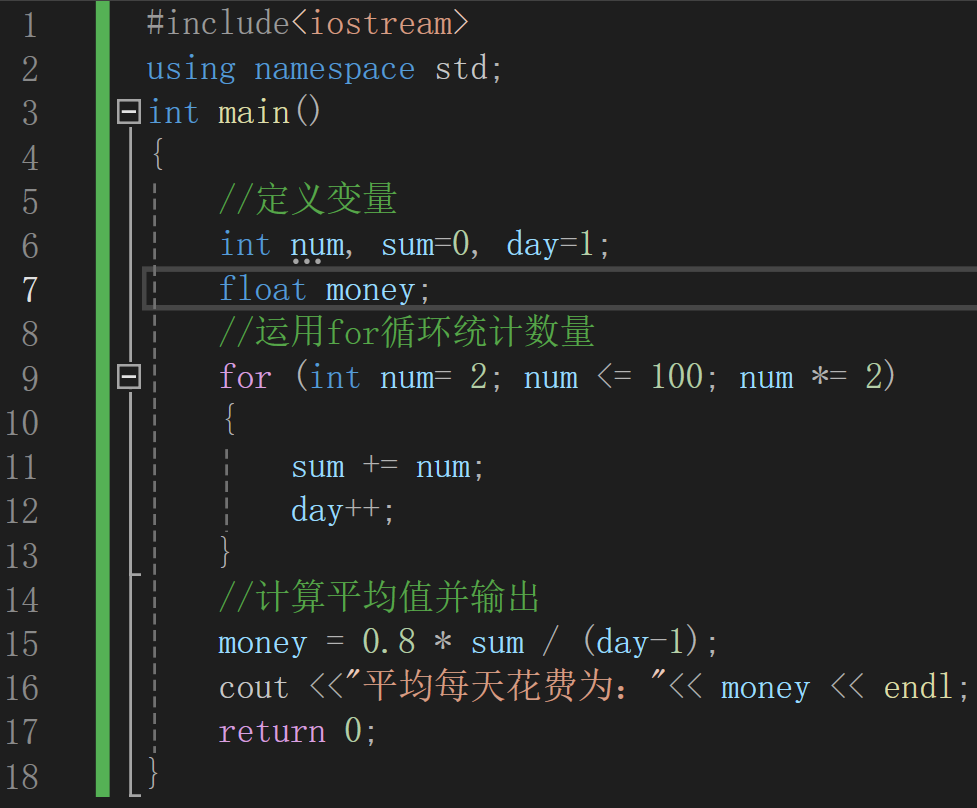 1 #include<iostream>
2 using namespace std;
3 int main()
4 {
5 //定义变量
6 int num, sum=0, day=1;
7 float money;
8 //运用for循环统计数量
9 for (int num= 2; num <= 100; num *= 2)
10 {
11 sum += num;
12 day++;
13 }
14 //计算平均值并输出
15 money = 0.8 * sum / (day-1);
16 cout <<"平均每天花费为："<< money << endl;
17 return 0;
18 }